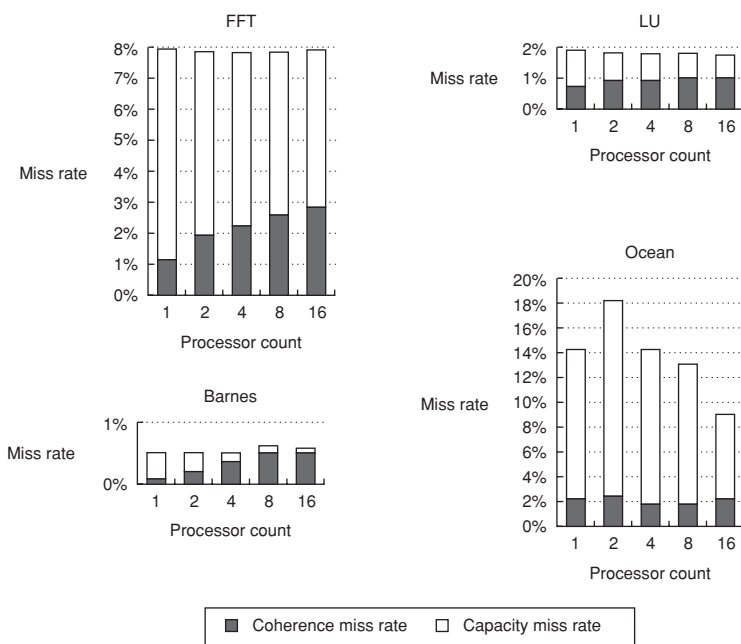 FFT
8%
7%
6%
5%
4%
3%
2%
1%
0%
Miss rate
1 2 4 8 16
Processor count
LU
2%
1%
0%
Miss rate
1 2 4 8 16
Processor count
Barnes
1%
0%
Miss rate
1 2 4 8 16
Processor count
Ocean
20%
18%
16%
14%
12%
10%
8%
6%
4%
2%
0%
Miss rate
1 2 4 8 16
Processor count
Coherence miss rate Capacity miss rate